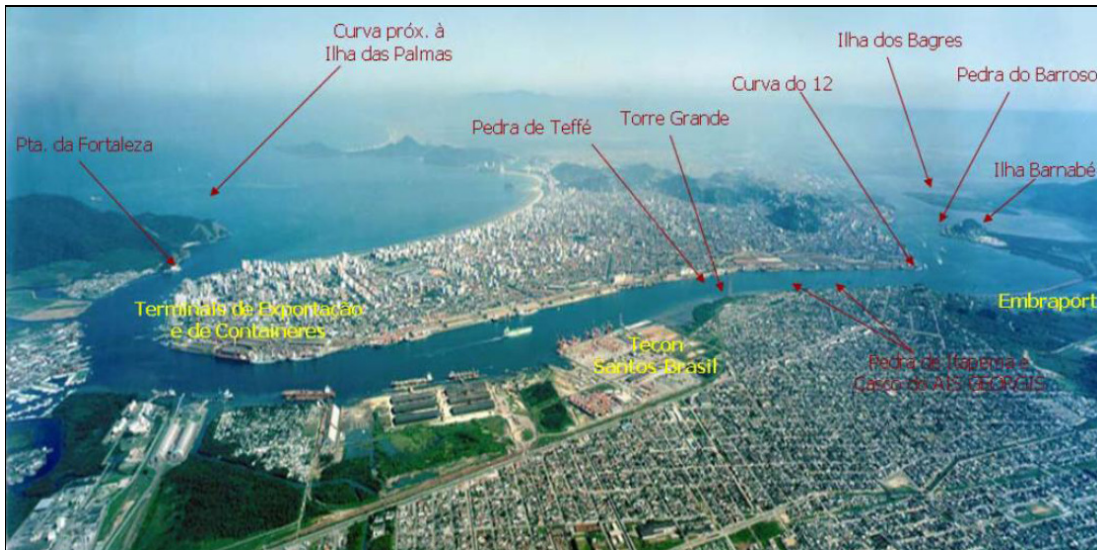 Curva próx. à
Ilha das Palmas
Ilha dos Bagres
Pedra do Barroso
Curva do 12
Torre Grande
Pedra de Teffé
Pta. da Fortaleza
Ilha Barnabé
Terminais de Exportação
e de Containeres
Embraport
Tecon
Santos Brasil
Pedra de Itapema e
Casco do AIS GEORGIS